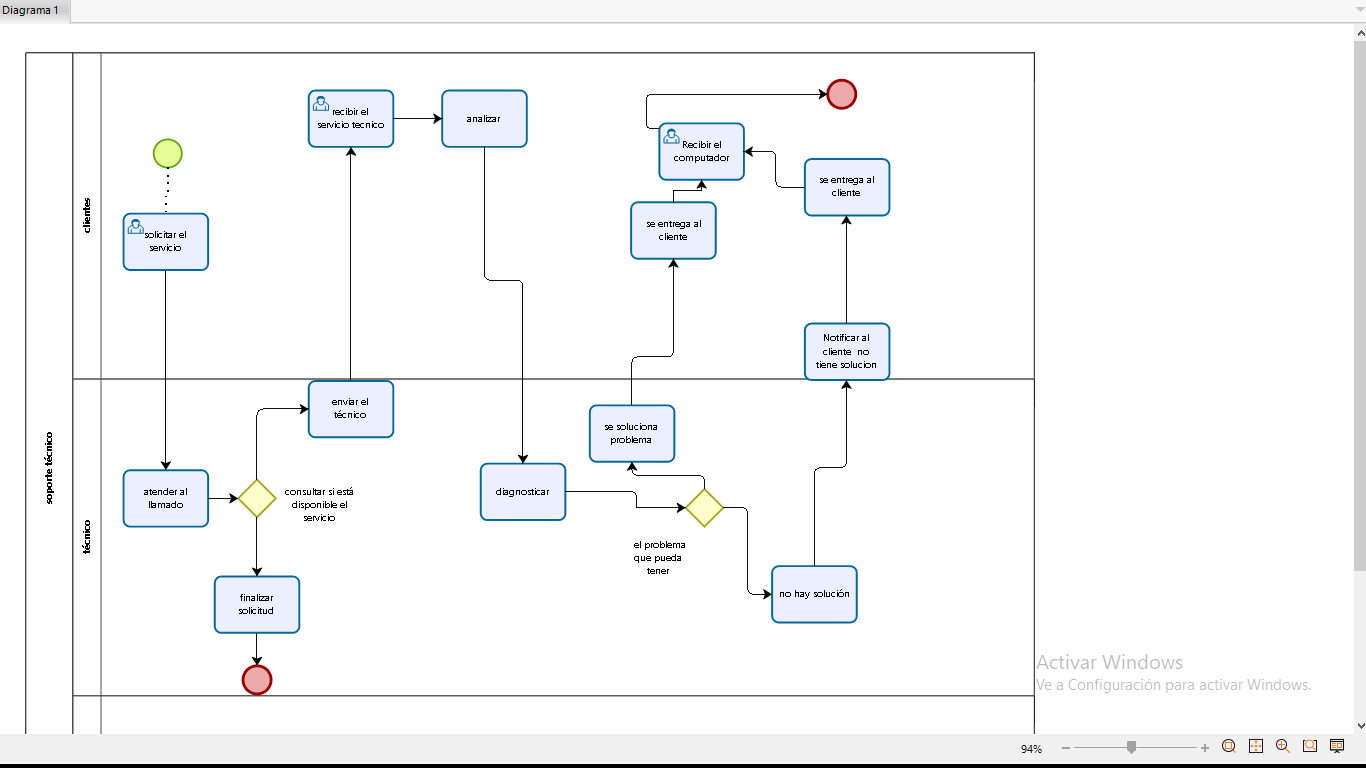 Diagrama 1
soporte técnico
clientes
técnico
solicitar el
servicio
recibir el
servicio tecnico
analizar
Recibir el
computador
se entrega al
cliente
se entrega al
cliente
Notificar al
cliente no
tiene solucion
enviar el
técnico
atender al
llamado
consultar si está
disponible el
servicio
finalizar
solicitud
diagnosticar
se soluciona
problema
el problema
que pueda
tener
no hay solución
Activar Windows
Ve a Configuración para activar Windows.
94%